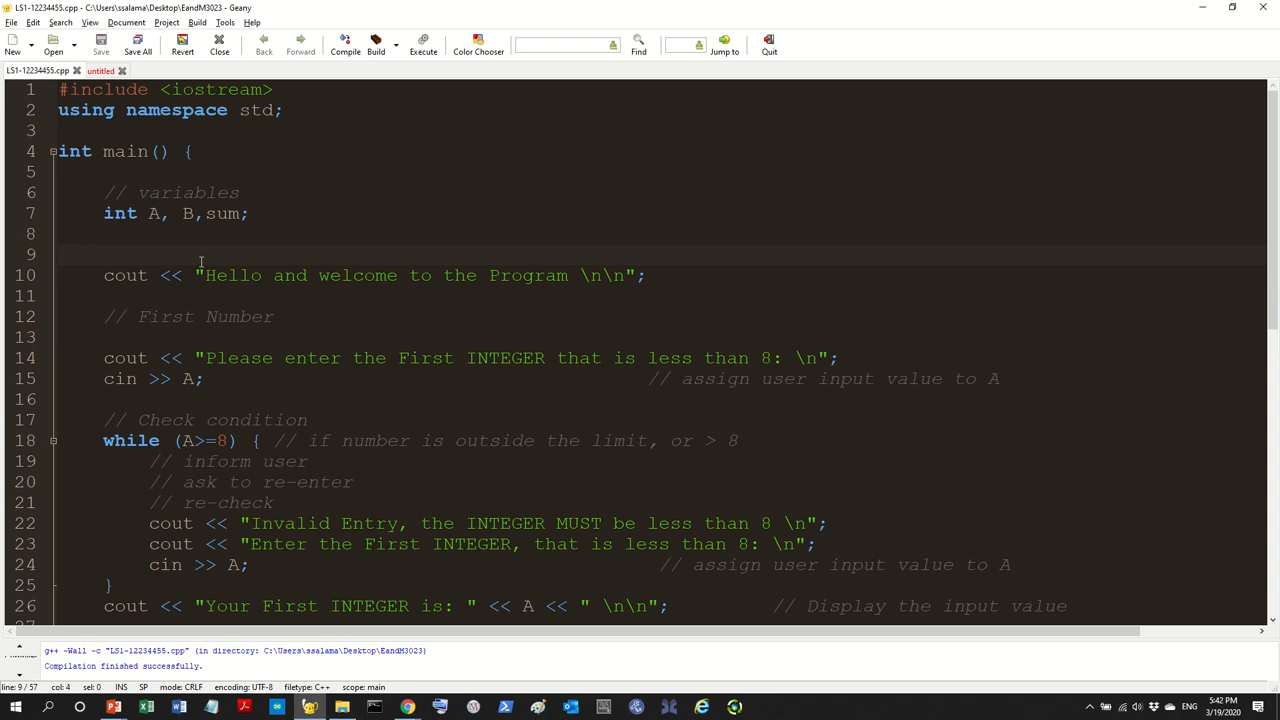 LS1-12234455.cpp - C:\Users\ssalama\Desktop\EandM3023 - Geany
File Edit Search View Document Project Build Tools Help
New Open Save Save All Revert Close Back Forward Compile Build Execute Color Chooser Find Jump to Quit
LS1-12234455.cpp untitled
1 #include <iostream>
2 using namespace std;
3
4 int main() {
5
6 // variables
7 int A, B,sum;
8
9
10 cout << "Hello and welcome to the Program \n\n";
11
12 // First Number
13
14 cout << "Please enter the First INTEGER that is less than 8: \n";
15 cin >> A; // assign user input value to A
16
17 // Check condition
18 while (A>=8) { // if number is outside the limit, or > 8
19 // inform user
20 // ask to re-enter
21 // re-check
22 cout << "Invalid Entry, the INTEGER MUST be less than 8 \n";
23 cout << "Enter the First INTEGER, that is less than 8: \n";
24 cin >> A; // assign user input value to A
25 }
26 cout << "Your First INTEGER is: " << A << " \n\n"; // Display the input value
g++ -Wall -c "LS1-12234455.cpp" (in directory: C:\Users\ssalama\Desktop\EandM3023)
Compilation finished successfully.
line: 9 / 57 col: 4 sel: 0 INS SP mode: CRLF encoding: UTF-8 filetype: C++ scope: main
5:42 PM
3/19/2020